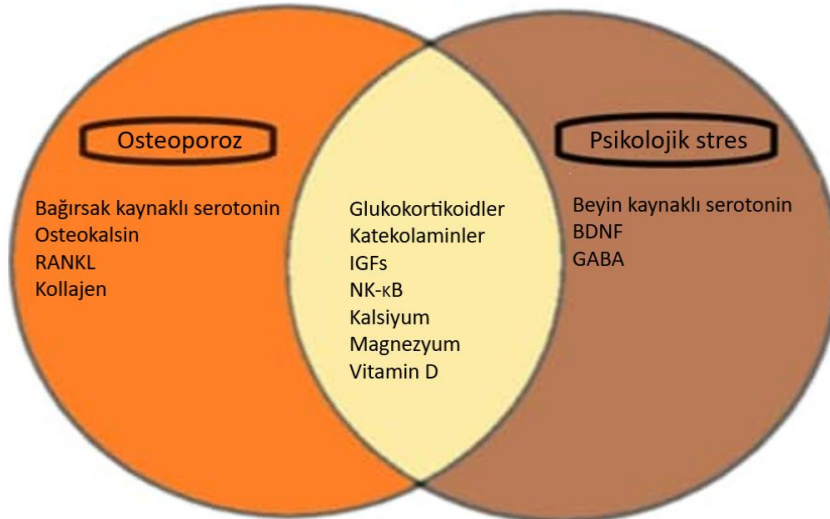 Osteoporoz
Bağırsak kaynaklı serotonin
Osteokalsin
RANKL
Kollajen
Glukokortikoidler
Katekolaminler
IGFs
NK-κB
Kalsiyum
Magnezyum
Vitamin D
Psikolojik stres
Beyin kaynaklı serotonin
BDNF
GABA